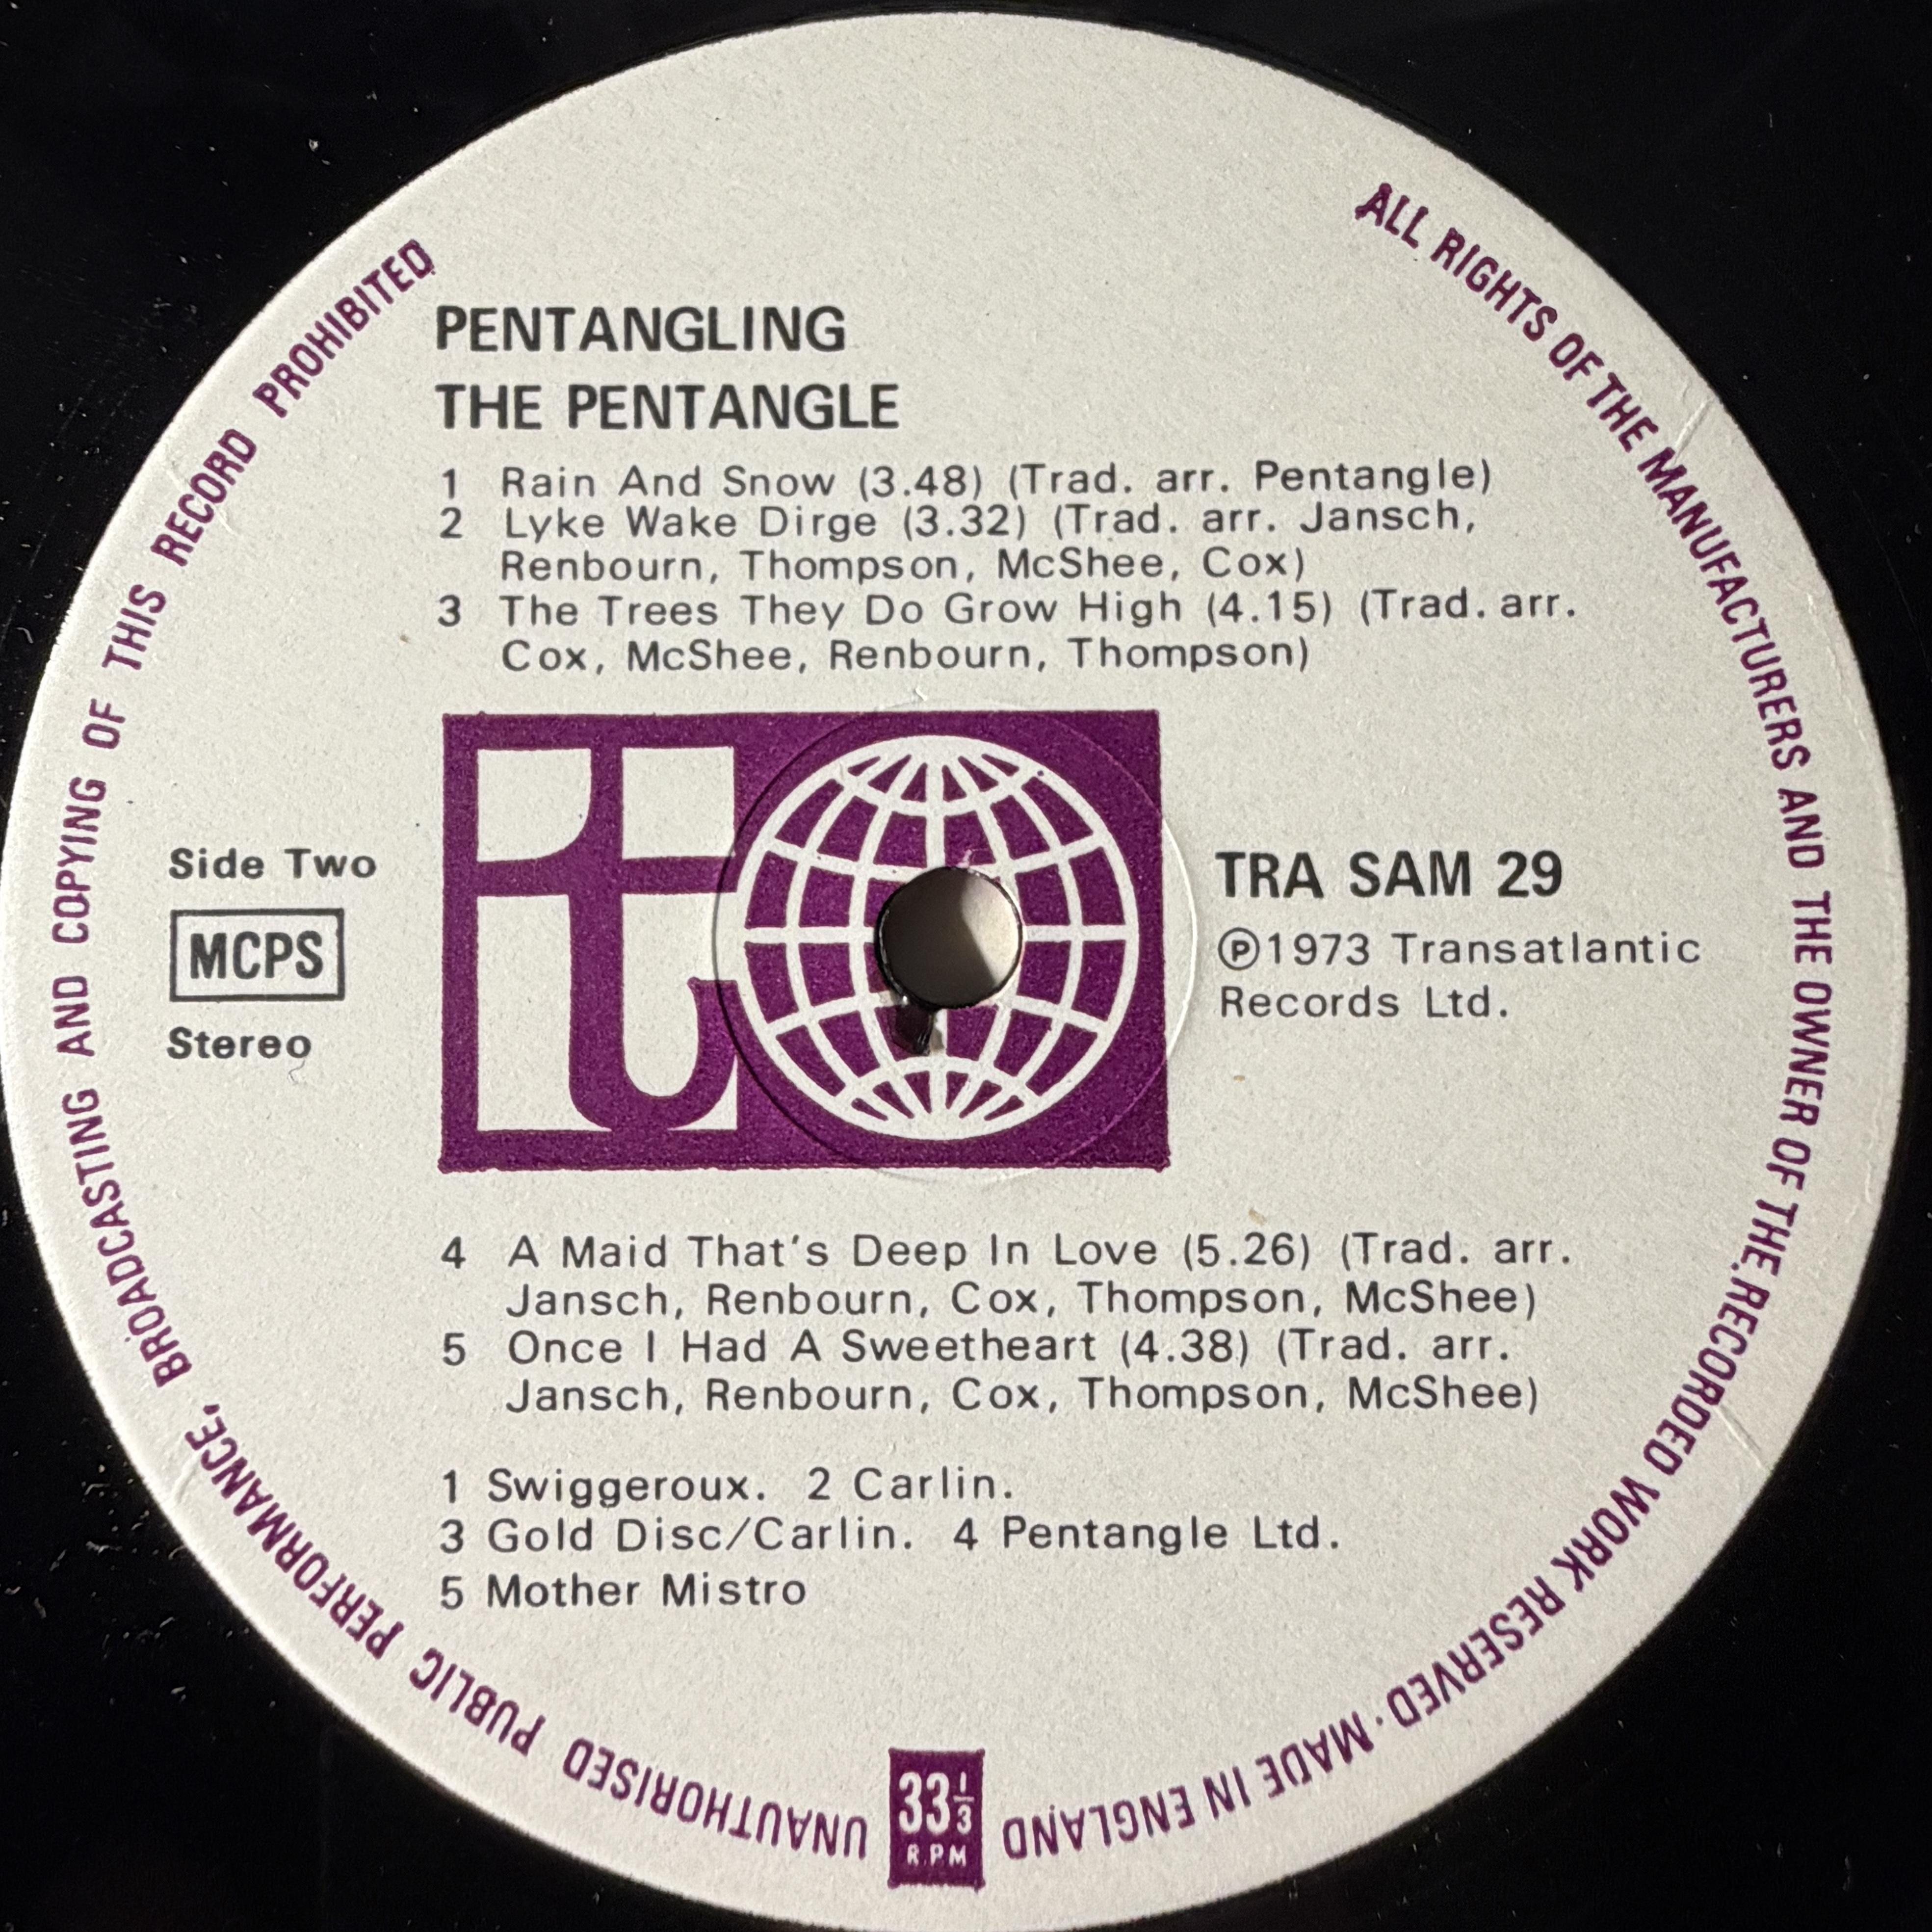 PENTANGLING
THE PENTANGLE
1 Rain And Snow (3.48) (Trad. arr. Pentangle)
2 Lyke Wake Dirge (3.32) (Trad. arr. Jansch,
Renbourn, Thompson, McShee, Cox)
3 The Trees They Do Grow High (4.15) (Trad. arr.
Cox, McShee, Renbourn, Thompson)
t
Side Two
MCPS
Stereo
TRA SAM 29
℗1973 Transatlantic
Records Ltd.
4 A Maid That's Deep In Love (5.26) (Trad. arr.
Jansch, Renbourn, Cox, Thompson, McShee)
5 Once I Had A Sweetheart (4.38) (Trad. arr.
Jansch, Renbourn, Cox, Thompson, McShee)
1 Swiggeroux. 2 Carlin.
3 Gold Disc/Carlin. 4 Pentangle Ltd.
5 Mother Mistro
33⅓
R.P.M
ALL RIGHTS OF THE MANUFACTURERS AND THE OWNER OF THE RECORDED WORK RESERVED · MADE IN ENGLAND
UNAUTHORISED PUBLIC PERFORMANCE, BROADCASTING AND COPYING OF THIS RECORD PROHIBITED